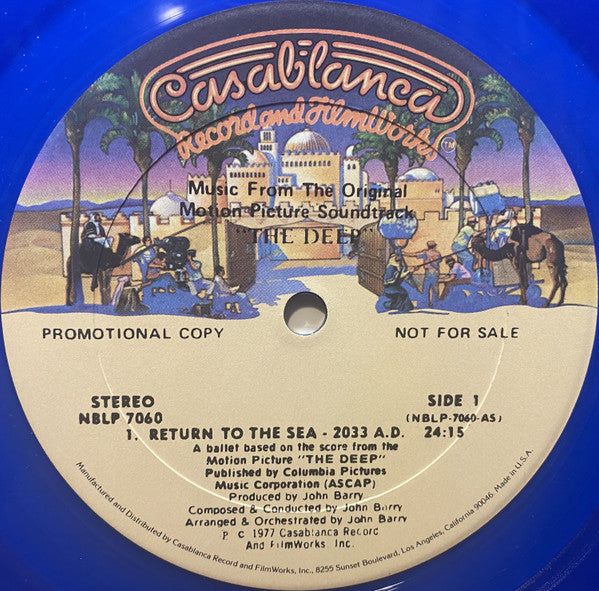 Casablanca
Record and FilmWorks
TM
Music From The Original
Motion Picture Soundtrack
"THE DEEP"
PROMOTIONAL COPY
NOT FOR SALE
STEREO
NBLP 7060
SIDE 1
(NBLP-7060-AS)
1. RETURN TO THE SEA - 2033 A.D. 24:15
A ballet based on the score from the
Motion Picture "THE DEEP"
Published by Columbia Pictures
Music Corporation (ASCAP)
Produced by John Barry
Composed & Conducted by John Barry
Arranged & Orchestrated by John Barry
P C 1977 Casablanca Record
And FilmWorks, Inc.
Manufactured and Distributed by Casablanca Record and FilmWorks, Inc., 8255 Sunset Boulevard, Los Angeles, California 90046. Made in U.S.A.